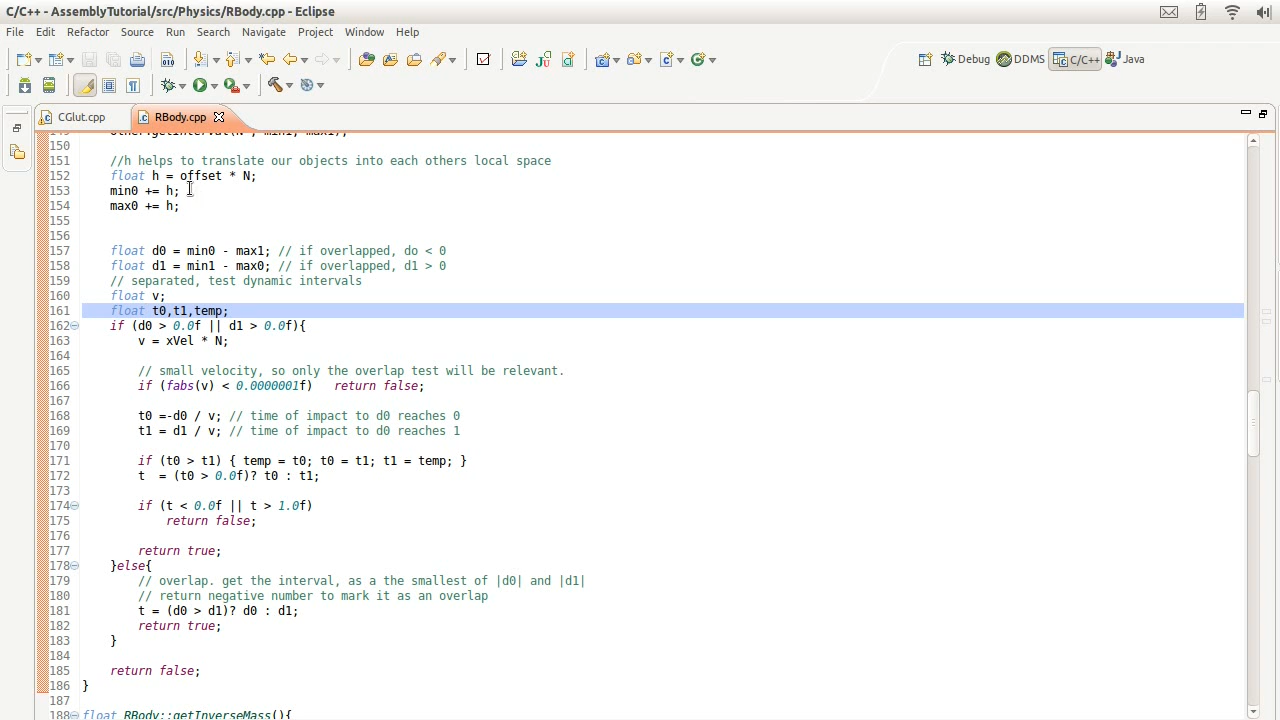 C/C++ - AssemblyTutorial/src/Physics/RBody.cpp - Eclipse
File Edit Refactor Source Run Search Navigate Project Window Help
Debug DDMS C/C++ Java
CGlut.cpp RBody.cpp
150
151 //h helps to translate our objects into each others local space
152 float h = offset * N;
153 min0 += h;
154 max0 += h;
155
156
157 float d0 = min0 - max1; // if overlapped, do < 0
158 float d1 = min1 - max0; // if overlapped, d1 > 0
159 // separated, test dynamic intervals
160 float v;
161 float t0,t1,temp;
162 if (d0 > 0.0f || d1 > 0.0f){
163 v = xVel * N;
164
165 // small velocity, so only the overlap test will be relevant.
166 if (fabs(v) < 0.0000001f) return false;
167
168 t0 =-d0 / v; // time of impact to d0 reaches 0
169 t1 = d1 / v; // time of impact to d0 reaches 1
170
171 if (t0 > t1) { temp = t0; t0 = t1; t1 = temp; }
172 t = (t0 > 0.0f)? t0 : t1;
173
174 if (t < 0.0f || t > 1.0f)
175 return false;
176
177 return true;
178 }else{
179 // overlap. get the interval, as a the smallest of |d0| and |d1|
180 // return negative number to mark it as an overlap
181 t = (d0 > d1)? d0 : d1;
182 return true;
183 }
184
185 return false;
186 }
187
188 float RBody::getInverseMass(){